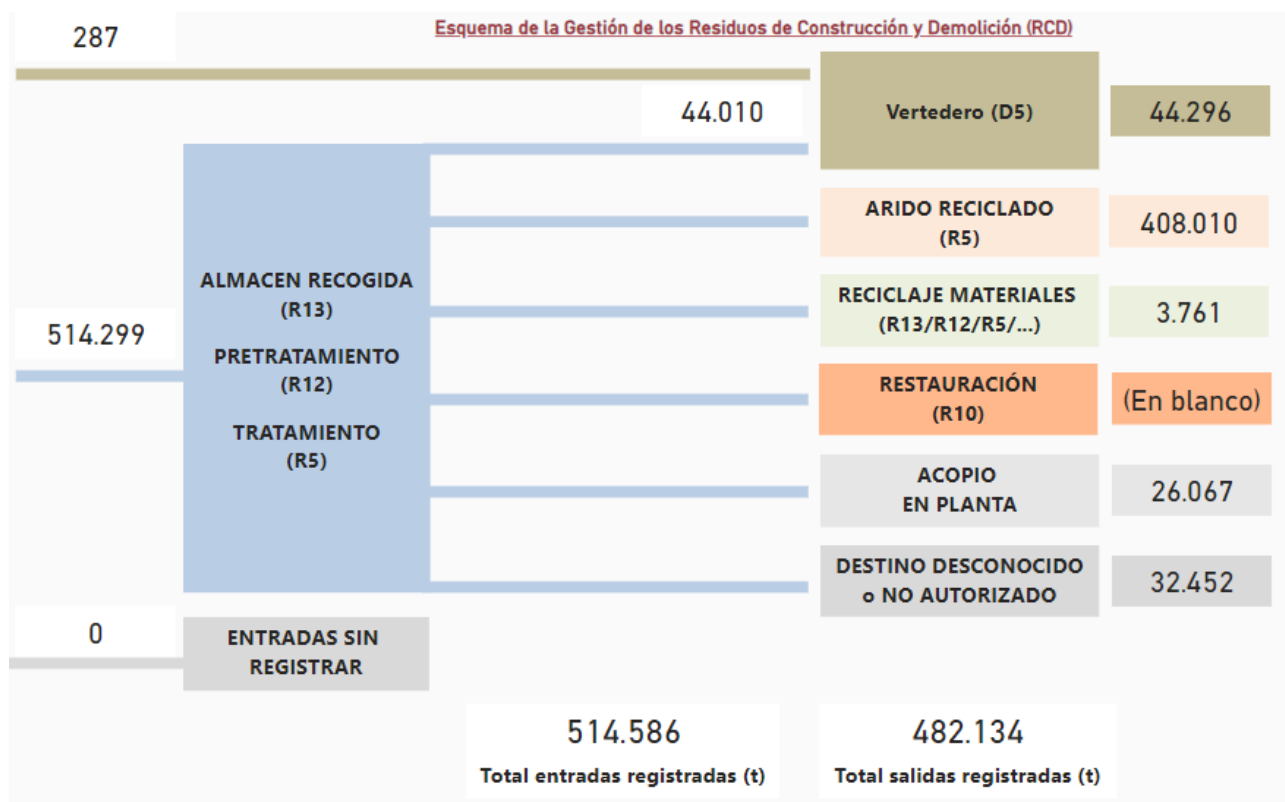 287
Esquema de la Gestión de los Residuos de Construcción y Demolición (RCD)
44.010
Vertedero (D5)
44.296
ARIDO RECICLADO
(R5)
408.010
ALMACEN RECOGIDA
(R13)
PRETRATAMIENTO
(R12)
TRATAMIENTO
(R5)
514.299
RECICLAJE MATERIALES
(R13/R12/R5/...)
3.761
RESTAURACIÓN
(R10)
(En blanco)
ACOPIO
EN PLANTA
26.067
DESTINO DESCONOCIDO
o NO AUTORIZADO
32.452
0
ENTRADAS SIN
REGISTRAR
514.586
Total entradas registradas (t)
482.134
Total salidas registradas (t)